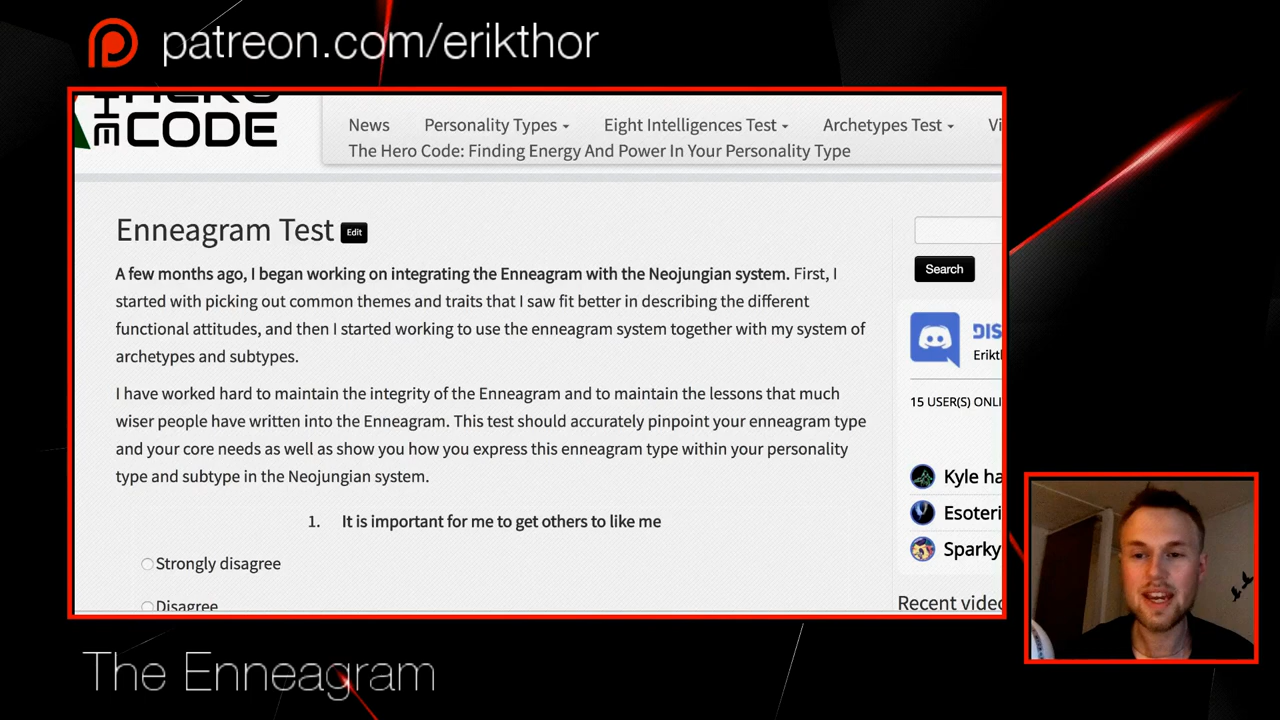 patreon.com/erikthor
CODE
News Personality Types Eight Intelligences Test Archetypes Test
The Hero Code: Finding Energy And Power In Your Personality Type
Enneagram Test Edit
A few months ago, I began working on integrating the Enneagram with the Neojungian system. First, I
started with picking out common themes and traits that I saw fit better in describing the different
functional attitudes, and then I started working to use the enneagram system together with my system of
archetypes and subtypes.
I have worked hard to maintain the integrity of the Enneagram and to maintain the lessons that much
wiser people have written into the Enneagram. This test should accurately pinpoint your enneagram type
and your core needs as well as show you how you express this enneagram type within your personality
type and subtype in the Neojungian system.
1. It is important for me to get others to like me
Strongly disagree
Disagree
Search
15 USER(S)
Kyle
Recent
The Enneagram